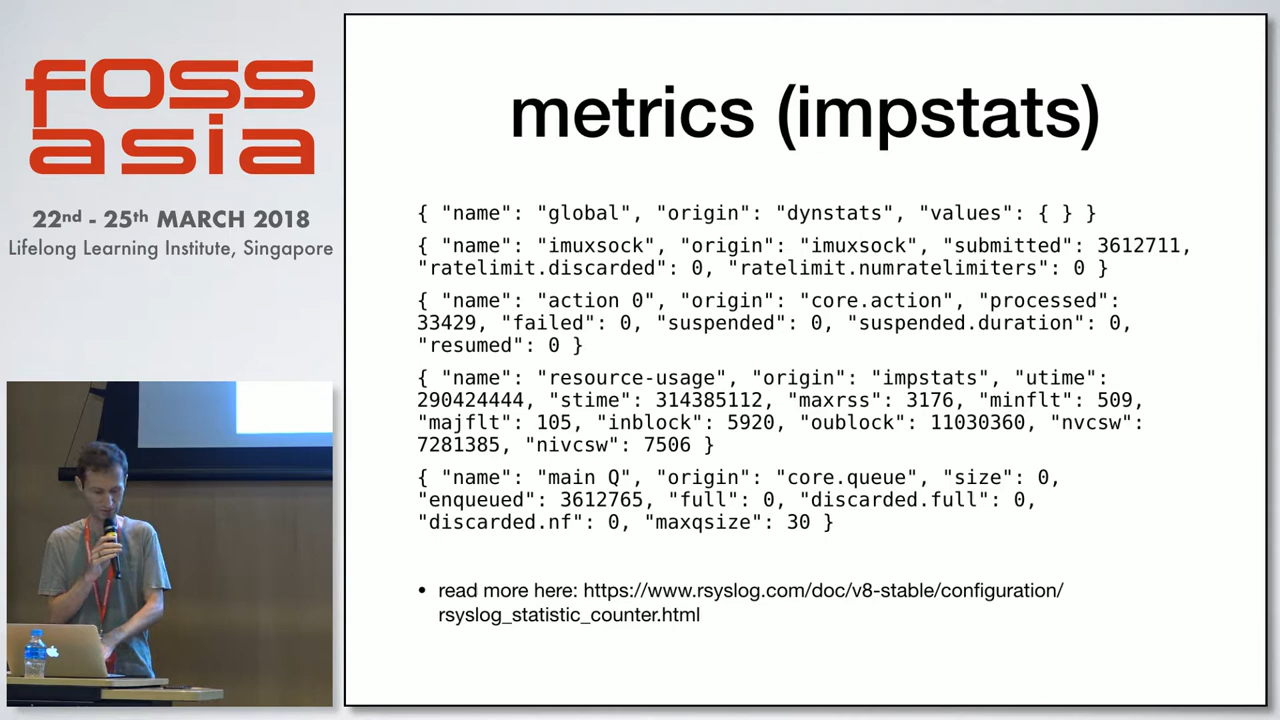 foss
asia
22nd - 25th MARCH 2018
Lifelong Learning Institute, Singapore
metrics (impstats)
{ "name": "global", "origin": "dynstats", "values": { } }
{ "name": "imuxsock", "origin": "imuxsock", "submitted": 3612711,
"ratelimit.discarded": 0, "ratelimit.numratelimiters": 0 }
{ "name": "action 0", "origin": "core.action", "processed":
33429, "failed": 0, "suspended": 0, "suspended.duration": 0,
"resumed": 0 }
{ "name": "resource-usage", "origin": "impstats", "utime":
290424444, "stime": 314385112, "maxrss": 3176, "minflt": 509,
"majflt": 105, "inblock": 5920, "oublock": 11030360, "nvcsw":
7281385, "nivcsw": 7506 }
{ "name": "main Q", "origin": "core.queue", "size": 0,
"enqueued": 3612765, "full": 0, "discarded.full": 0,
"discarded.nf": 0, "maxqsize": 30 }
• read more here: https://www.rsyslog.com/doc/v8-stable/configuration/
rsyslog_statistic_counter.html